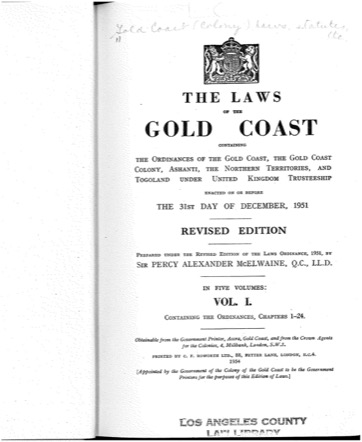 Gold Coast (Colony) Laws, statutes
etc.
THE LAWS
OF THE
GOLD COAST
CONTAINING
THE ORDINANCES OF THE GOLD COAST, THE GOLD COAST
COLONY, ASHANTI, THE NORTHERN TERRITORIES, AND
TOGOLAND UNDER UNITED KINGDOM TRUSTEESHIP
ENACTED ON OR BEFORE
THE 31ST DAY OF DECEMBER, 1951
REVISED EDITION
PREPARED UNDER THE REVISED EDITION OF THE LAWS ORDINANCE, 1951, BY
SIR PERCY ALEXANDER McELWAINE, Q.C., LL.D.
IN FIVE VOLUMES:
VOL. I.
CONTAINING THE ORDINANCES, CHAPTERS 1–24.
Obtainable from the Government Printer, Accra, Gold Coast, and from the Crown Agents
for the Colonies, 4, Millbank, London, S.W.1.
PRINTED BY C. F. ROWORTH LTD., 88, FETTER LANE, LONDON, E.C.4.
1954
[Appointed by the Government of the Colony of the Gold Coast to be the Government
Printers for the purposes of this Edition of Laws.]
LOS ANGELES COUNTY
LAW LIBRARY